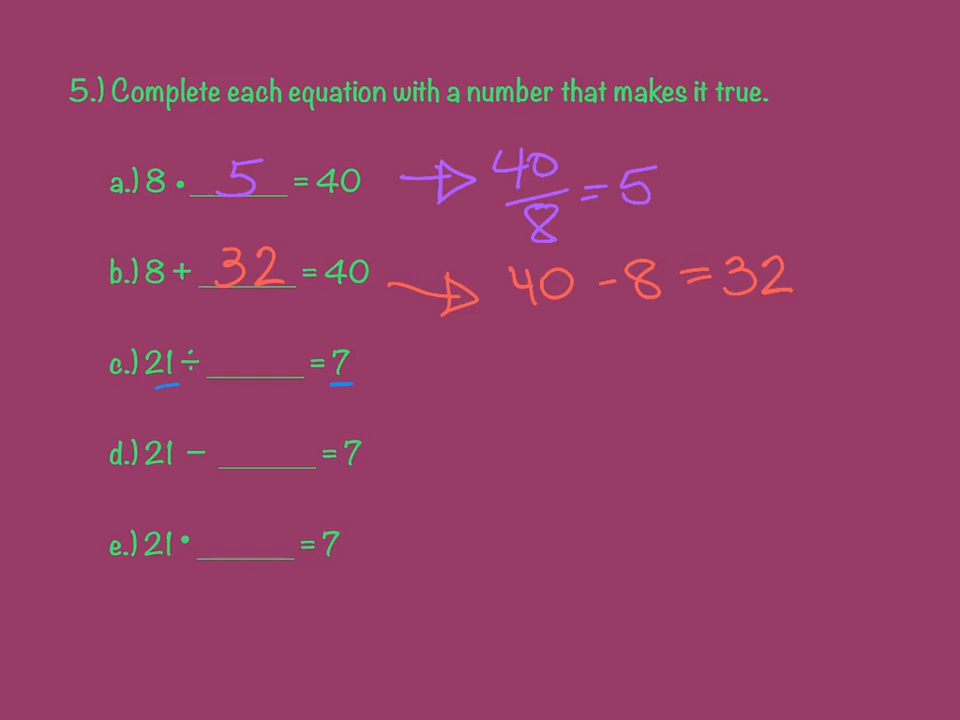 5.) Complete each equation with a number that makes it true.
a.) 8 • 5 = 40 → 40/8 = 5
b.) 8 + 32 = 40 → 40 - 8 = 32
c.) 21 ÷ ______ = 7
d.) 21 − ______ = 7
e.) 21 • ______ = 7